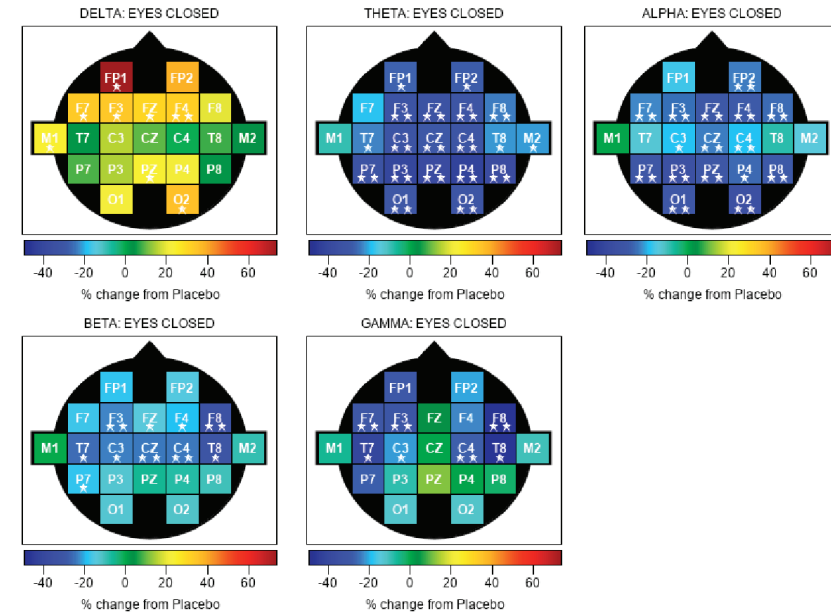 DELTA: EYES CLOSED
FP1 FP2
F7 F3 FZ F4 F8
M1 T7 C3 CZ C4 T8 M2
P7 P3 PZ P4 P8
O1 O2
-40 -20 0 20 40 60
% change from Placebo
THETA: EYES CLOSED
FP1 FP2
F7 F3 FZ F4 F8
M1 T7 C3 CZ C4 T8 M2
P7 P3 PZ P4 P8
O1 O2
-40 -20 0 20 40 60
% change from Placebo
ALPHA: EYES CLOSED
FP1 FP2
F7 F3 FZ F4 F8
M1 T7 C3 CZ C4 T8 M2
P7 P3 PZ P4 P8
O1 O2
-40 -20 0 20 40 60
% change from Placebo
BETA: EYES CLOSED
FP1 FP2
F7 F3 FZ F4 F8
M1 T7 C3 CZ C4 T8 M2
P7 P3 PZ P4 P8
O1 O2
-40 -20 0 20 40 60
% change from Placebo
GAMMA: EYES CLOSED
FP1 FP2
F7 F3 FZ F4 F8
M1 T7 C3 CZ C4 T8 M2
P7 P3 PZ P4 P8
O1 O2
-40 -20 0 20 40 60
% change from Placebo